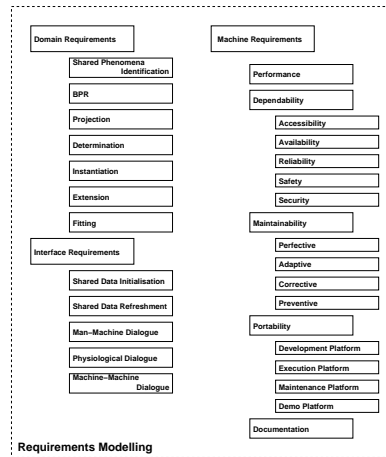 Domain Requirements
Shared Phenomena
Identification
BPR
Projection
Determination
Instantiation
Extension
Fitting
Interface Requirements
Shared Data Initialisation
Shared Data Refreshment
Man−Machine Dialogue
Physiological Dialogue
Machine−Machine
Dialogue
Machine Requirements
Performance
Dependability
Accessibility
Availability
Reliability
Safety
Security
Maintainability
Perfective
Adaptive
Corrective
Preventive
Portability
Development Platform
Execution Platform
Maintenance Platform
Demo Platform
Documentation
Requirements Modelling